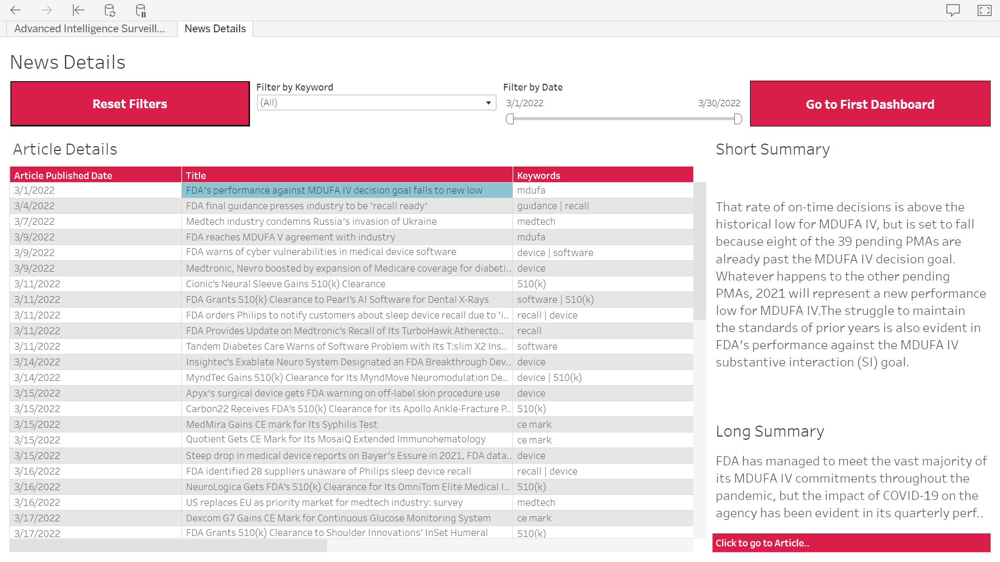 Advanced Intelligence Surveill...
News Details
News Details
Reset Filters
Filter by Keyword
(All)
Filter by Date
3/1/2022
3/30/2022
Go to First Dashboard
Article Details
Article Published Date Title Keywords
3/1/2022 FDA's performance against MDUFA IV decision goal falls to new low mdufa
3/4/2022 FDA final guidance presses industry to be 'recall ready' guidance | recall
3/7/2022 Medtech industry condemns Russia's invasion of Ukraine medtech
3/9/2022 FDA reaches MDUFA V agreement with industry mdufa
3/9/2022 FDA warns of cyber vulnerabilities in medical device software device | software
3/9/2022 Medtronic, Nevro boosted by expansion of Medicare coverage for diabeti.. device
3/11/2022 Cionic's Neural Sleeve Gains 510(k) Clearance 510(k)
3/11/2022 FDA Grants 510(k) Clearance to Pearl's AI Software for Dental X-Rays software | 510(k)
3/11/2022 FDA orders Philips to notify customers about sleep device recall due to 'i.. recall | device
3/11/2022 FDA Provides Update on Medtronic's Recall of Its TurboHawk Atherecto.. recall
3/11/2022 Tandem Diabetes Care Warns of Software Problem with Its T:slim X2 Ins.. software
3/14/2022 Insightec's Exablate Neuro System Designated an FDA Breakthrough Dev.. device
3/14/2022 MyndTec Gains 510(k) Clearance for Its MyndMove Neuromodulation De.. device | 510(k)
3/15/2022 Apyx's surgical device gets FDA warning on off-label skin procedure use device
3/15/2022 Carbon22 Receives FDA's 510(k) Clearance for its Apollo Ankle-Fracture P.. 510(k)
3/15/2022 MedMira Gains CE mark for Its Syphilis Test ce mark
3/15/2022 Quotient Gets CE Mark for Its MosaiQ Extended Immunohematology ce mark
3/15/2022 Steep drop in medical device reports on Bayer's Essure in 2021, FDA data.. device
3/16/2022 FDA identified 28 suppliers unaware of Philips sleep device recall recall | device
3/16/2022 NeuroLogica Gets FDA's 510(k) Clearance for Its OmniTom Elite Medical I.. 510(k)
3/16/2022 US replaces EU as priority market for medtech industry: survey medtech
3/17/2022 Dexcom G7 Gains CE Mark for Continuous Glucose Monitoring System ce mark
3/17/2022 FDA Grants 510(k) Clearance to Shoulder Innovations' InSet Humeral 510(k)
Short Summary
That rate of on-time decisions is above the
historical low for MDUFA IV, but is set to fall
because eight of the 39 pending PMAs are
already past the MDUFA IV decision goal.
Whatever happens to the other pending
PMAs, 2021 will represent a new performance
low for MDUFA IV.The struggle to maintain
the standards of prior years is also evident in
FDA's performance against the MDUFA IV
substantive interaction (SI) goal.
Long Summary
FDA has managed to meet the vast majority of
its MDUFA IV commitments throughout the
pandemic, but the impact of COVID-19 on the
agency has been evident in its quarterly perf..
Click to go to Article..